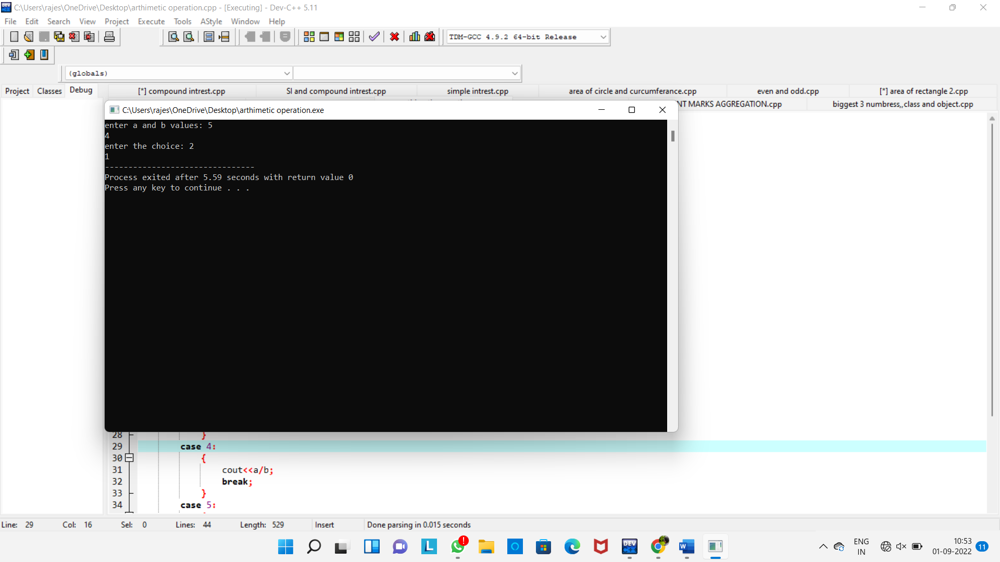 C:\Users\rajes\OneDrive\Desktop\arthimetic operation.cpp - [Executing] - Dev-C++ 5.11
File Edit Search View Project Execute Tools AStyle Window Help
TDM-GCC 4.9.2 64-bit Release
(globals)
Project Classes Debug
[*] compound intrest.cpp SI and compound intrest.cpp simple intrest.cpp area of circle and curcumferance.cpp even and odd.cpp [*] area of rectangle 2.cpp
NT MARKS AGGREGATION.cpp biggest 3 numbress,,class and object.cpp
C:\Users\rajes\OneDrive\Desktop\arthimetic operation.exe
enter a and b values: 5
4
enter the choice: 2
1
--------------------------------
Process exited after 5.59 seconds with return value 0
Press any key to continue . . .
28 }
29 case 4:
30 {
31 cout<<a/b;
32 break;
33 }
34 case 5:
Line: 29 Col: 16 Sel: 0 Lines: 44 Length: 529 Insert Done parsing in 0.015 seconds
DEV
L
W
ENG
IN
10:53
01-09-2022
11